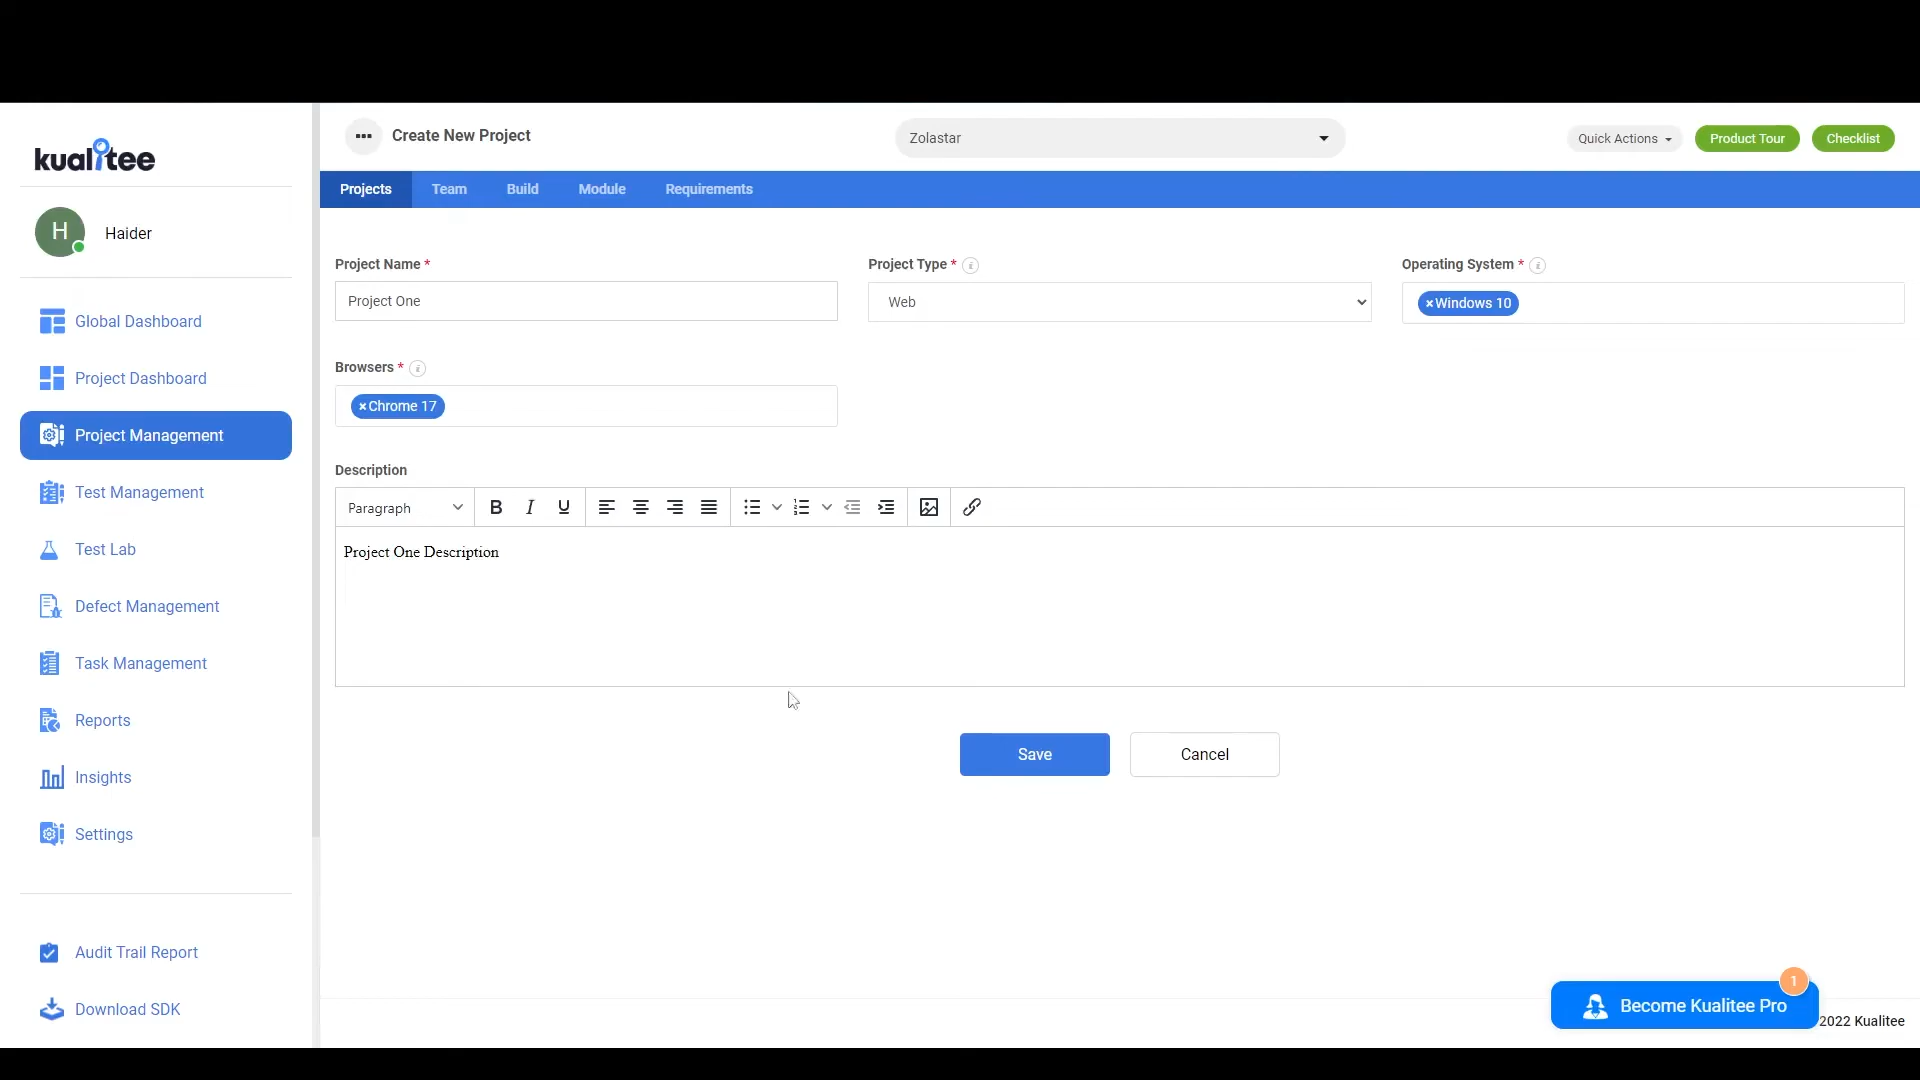 kualitee
Create New Project
Zolastar
Quick Actions
Product Tour
Checklist
Projects
Team
Build
Module
Requirements
H
Haider
Global Dashboard
Project Dashboard
Project Management
Test Management
Test Lab
Defect Management
Task Management
Reports
Insights
Settings
Audit Trail Report
Download SDK
Project Name *
Project One
Project Type * i
Web
Operating System * i
×Windows 10
Browsers * i
×Chrome 17
Description
Paragraph
B I U
Project One Description
Save
Cancel
1
Become Kualitee Pro
2022 Kualitee